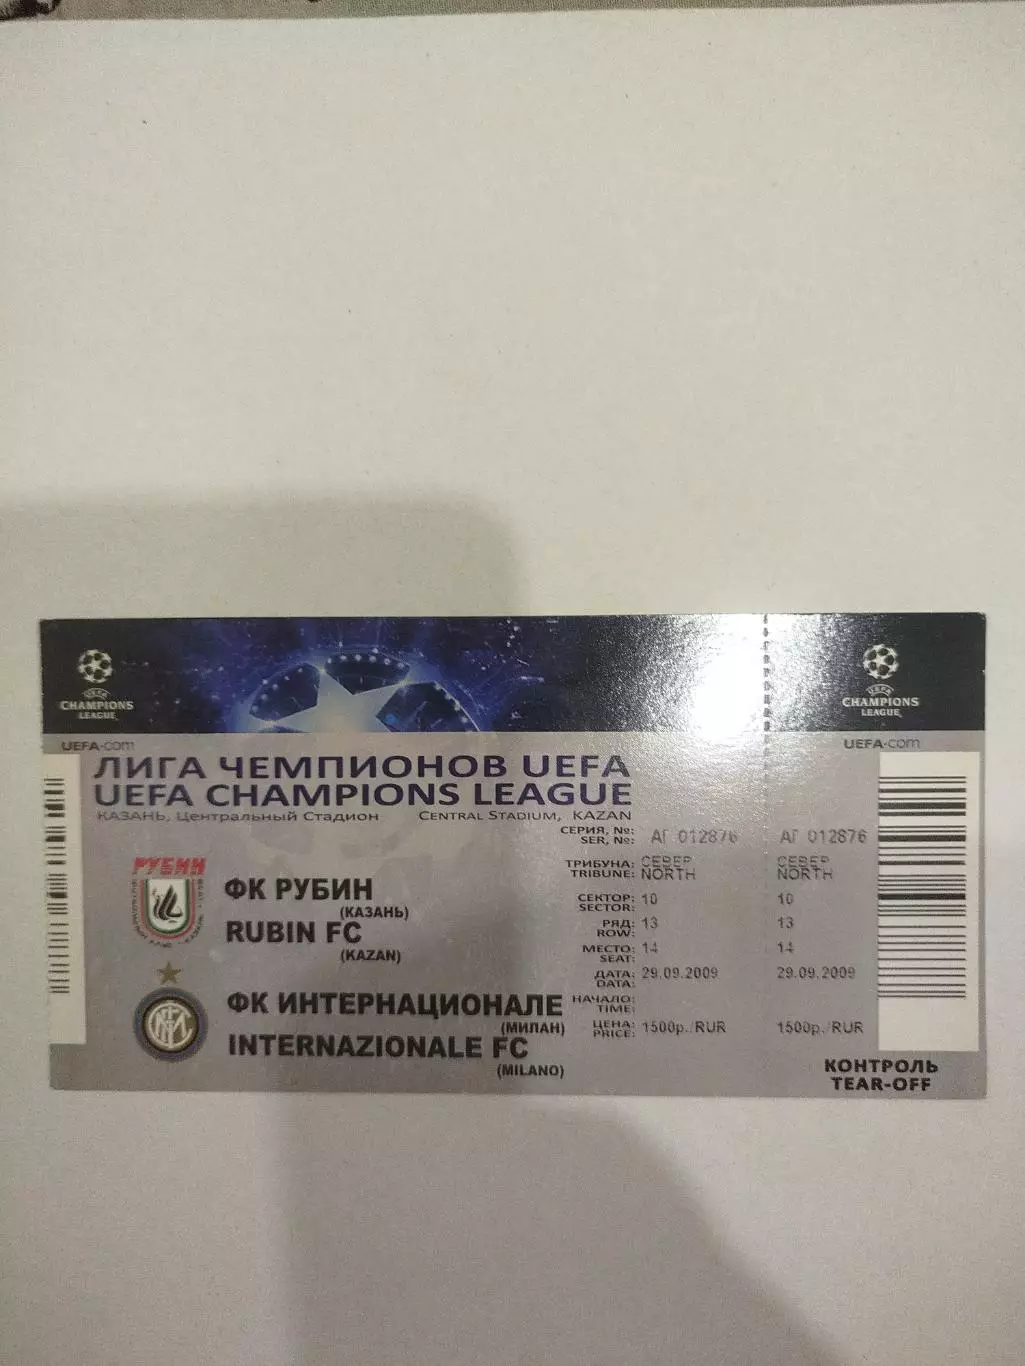 UEFA
CHAMPIONS
LEAGUE
UEFA
CHAMPIONS
LEAGUE
UEFA.com
UEFA.com
ЛИГА ЧЕМПИОНОВ UEFA
UEFA CHAMPIONS LEAGUE
КАЗАНЬ, Центральный Стадион CENTRAL STADIUM, KAZAN
СЕРИЯ, №:
SER, №: АГ 012876 АГ 012876
ТРИБУНА: СЕВЕР СЕВЕР
TRIBUNE: NORTH NORTH
СЕКТОР: 10 10
SECTOR:
РЯД: 13 13
ROW:
МЕСТО: 14 14
SEAT:
ДАТА: 29.09.2009 29.09.2009
DATA:
НАЧАЛО:
TIME:
ЦЕНА: 1500р./RUR 1500р./RUR
PRICE:
РУБИН
ФК РУБИН
(КАЗАНЬ)
RUBIN FC
(KAZAN)
ФК ИНТЕРНАЦИОНАЛЕ
(МИЛАН)
INTERNAZIONALE FC
(MILANO)
КОНТРОЛЬ
TEAR-OFF